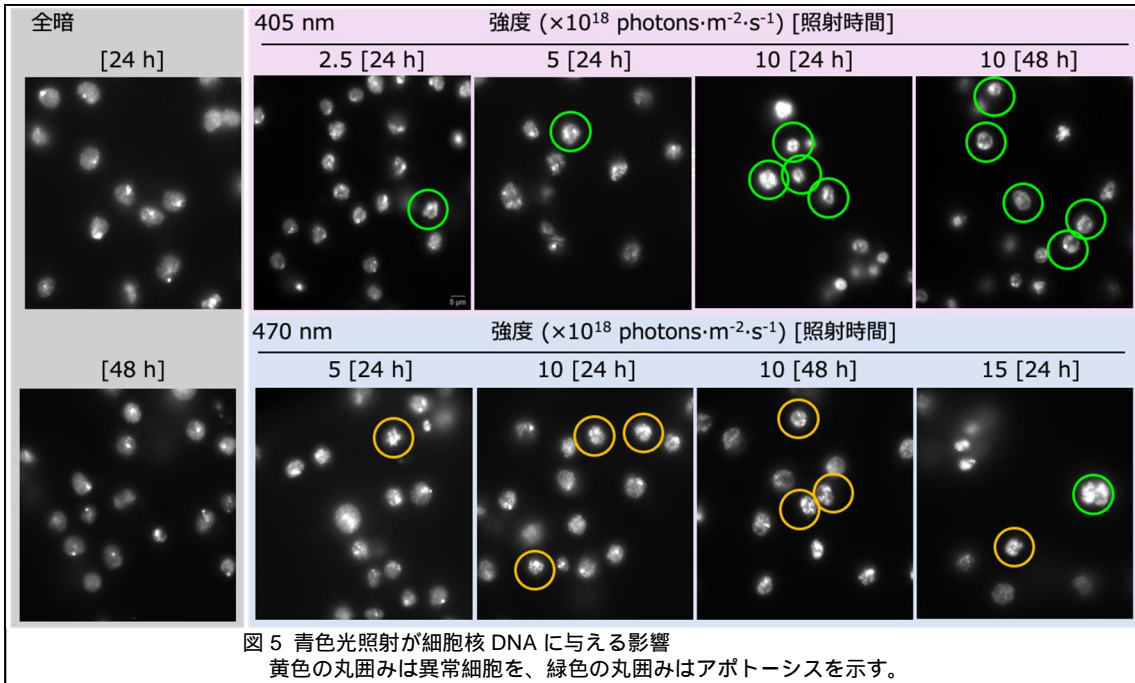 全暗
405 nm 強度 (×10¹⁸ photons·m⁻²·s⁻¹) [照射時間]
[24 h] 2.5 [24 h] 5 [24 h] 10 [24 h] 10 [48 h]
5 µm
470 nm 強度 (×10¹⁸ photons·m⁻²·s⁻¹) [照射時間]
[48 h] 5 [24 h] 10 [24 h] 10 [48 h] 15 [24 h]
図 5 青色光照射が細胞核 DNA に与える影響
黄色の丸囲みは異常細胞を、緑色の丸囲みはアポトーシスを示す。